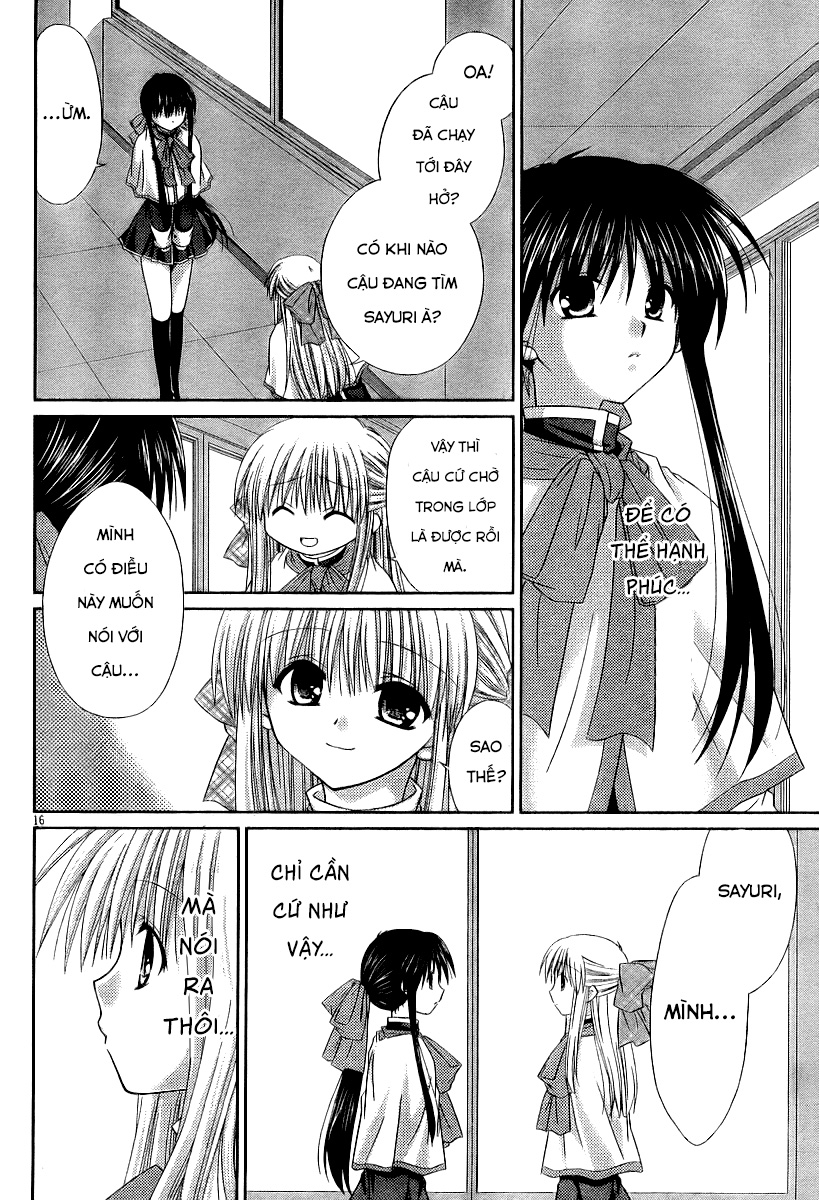 ĐỂ CÓ
THỂ HẠNH
PHÚC...
OA!
CẬU
ĐÃ CHẠY
TỚI ĐÂY
HỞ?
CÓ KHI NÀO
CẬU ĐANG TÌM
SAYURI À?
...ỪM.
VẬY THÌ
CẬU CỨ CHỜ
TRONG LỚP
LÀ ĐƯỢC RỒI
MÀ.
MÌNH
CÓ ĐIỀU
NÀY MUỐN
NÓI VỚI
CẬU...
SAO
THẾ?
16
SAYURI,
MÌNH...
CHỈ CẦN
CỨ NHƯ
VẬY...
MÀ
NÓI
RA
THÔI...